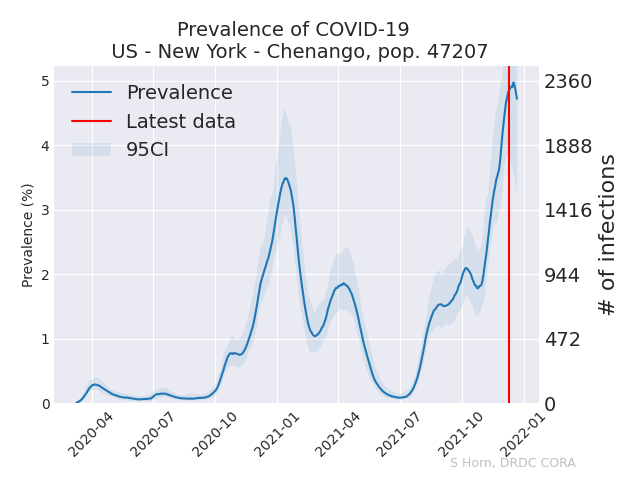 Prevalence of COVID-19
US - New York - Chenango, pop. 47207
Prevalence
Latest data
95CI
Prevalence (%)
5
4
3
2
1
0
2360
1888
1416
944
472
0
# of infections
2020-04
2020-07
2020-10
2021-01
2021-04
2021-07
2021-10
2022-01
S Horn, DRDC CORA